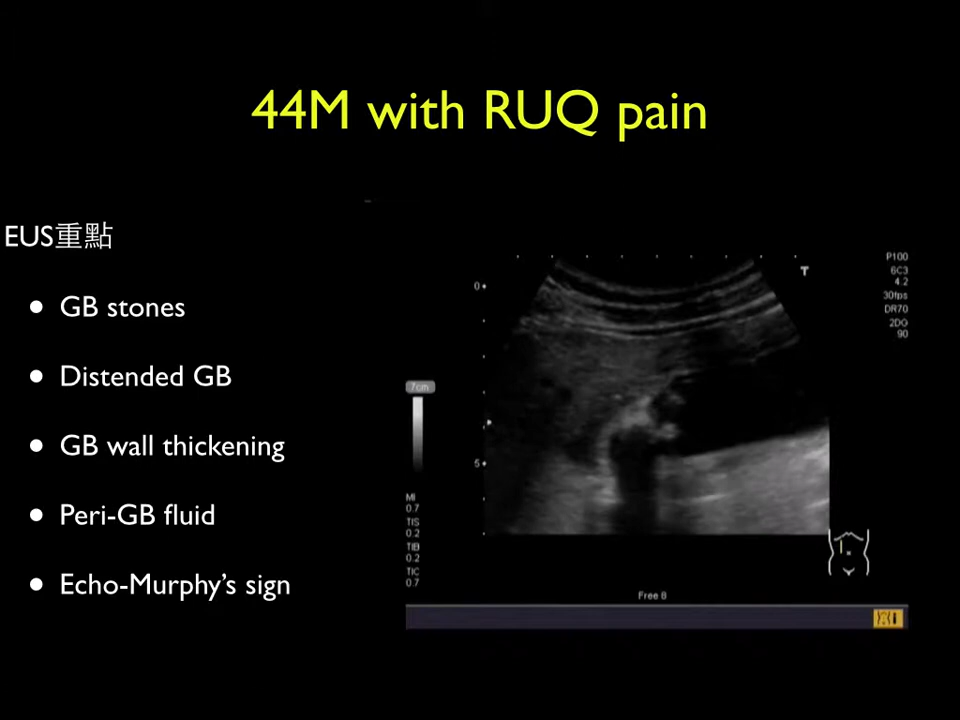 44M with RUQ pain
EUS重點
• GB stones
• Distended GB
• GB wall thickening
• Peri-GB fluid
• Echo-Murphy’s sign
T
P100
6C3
4.2
30fps
DR70
2DG
90
0
7cm
5
MI
0.7
TIS
0.2
TIB
0.2
TIC
0.7
Free 8